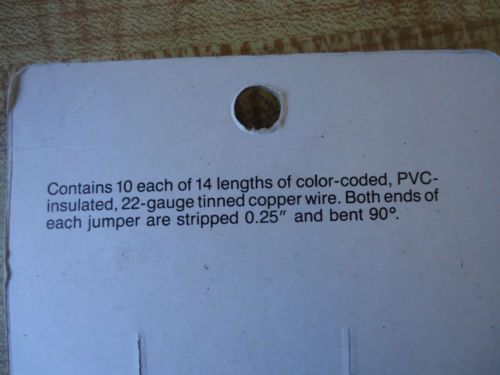 Contains 10 each of 14 lengths of color-coded, PVC-
insulated, 22-gauge tinned copper wire. Both ends of
each jumper are stripped 0.25″ and bent 90°.